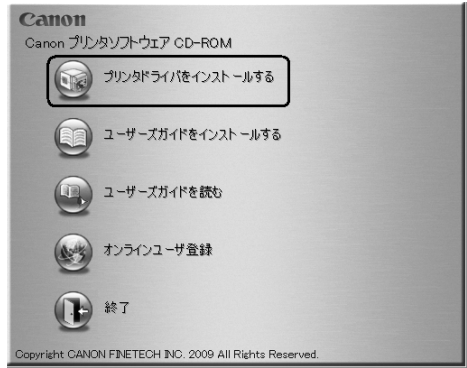 Canon
Canon プリンタソフトウェア CD-ROM
プリンタドライバをインストールする
ユーザーズガイドをインストールする
ユーザーズガイドを読む
オンラインユーザ登録
終了
Copyright CANON FINETECH INC. 2009 All Rights Reserved.